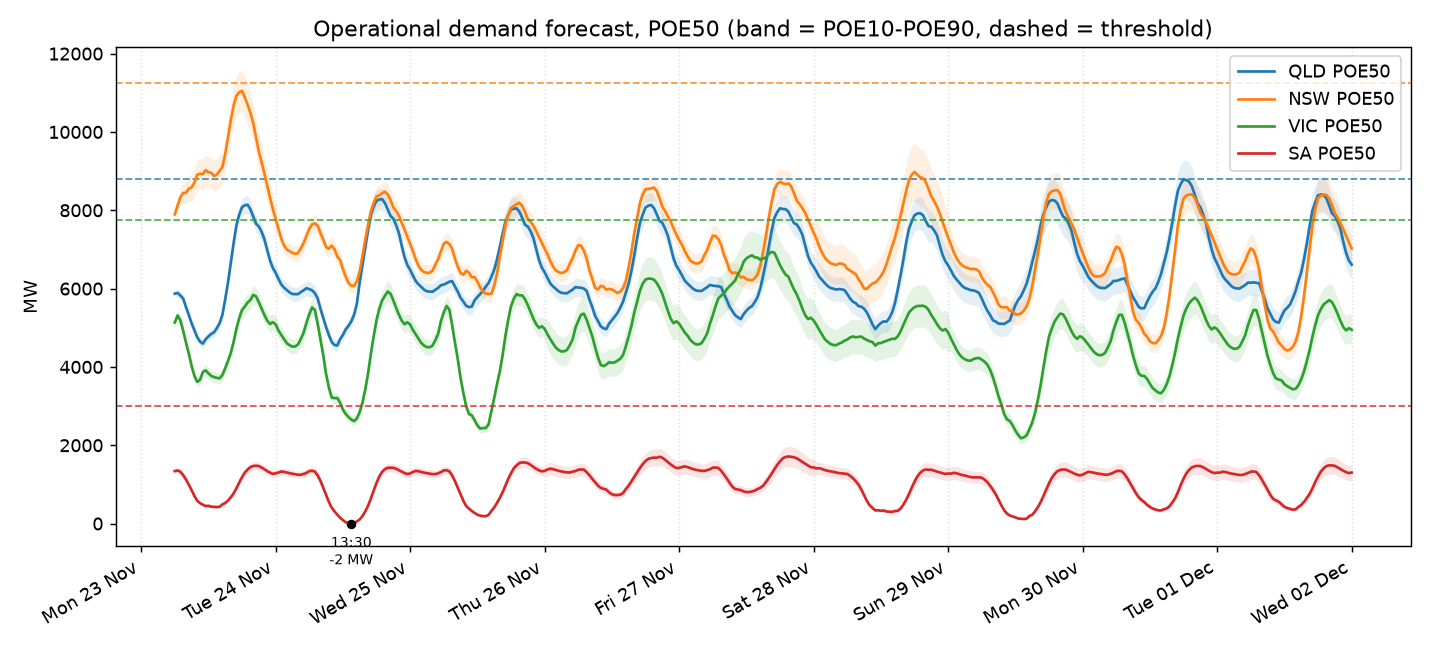 Operational demand forecast, POE50 (band = POE10-POE90, dashed = threshold)
12000
10000
8000
6000
4000
2000
0
MW
QLD POE50
NSW POE50
VIC POE50
SA POE50
13:30
-2 MW
Mon 23 Nov
Tue 24 Nov
Wed 25 Nov
Thu 26 Nov
Fri 27 Nov
Sat 28 Nov
Sun 29 Nov
Mon 30 Nov
Tue 01 Dec
Wed 02 Dec